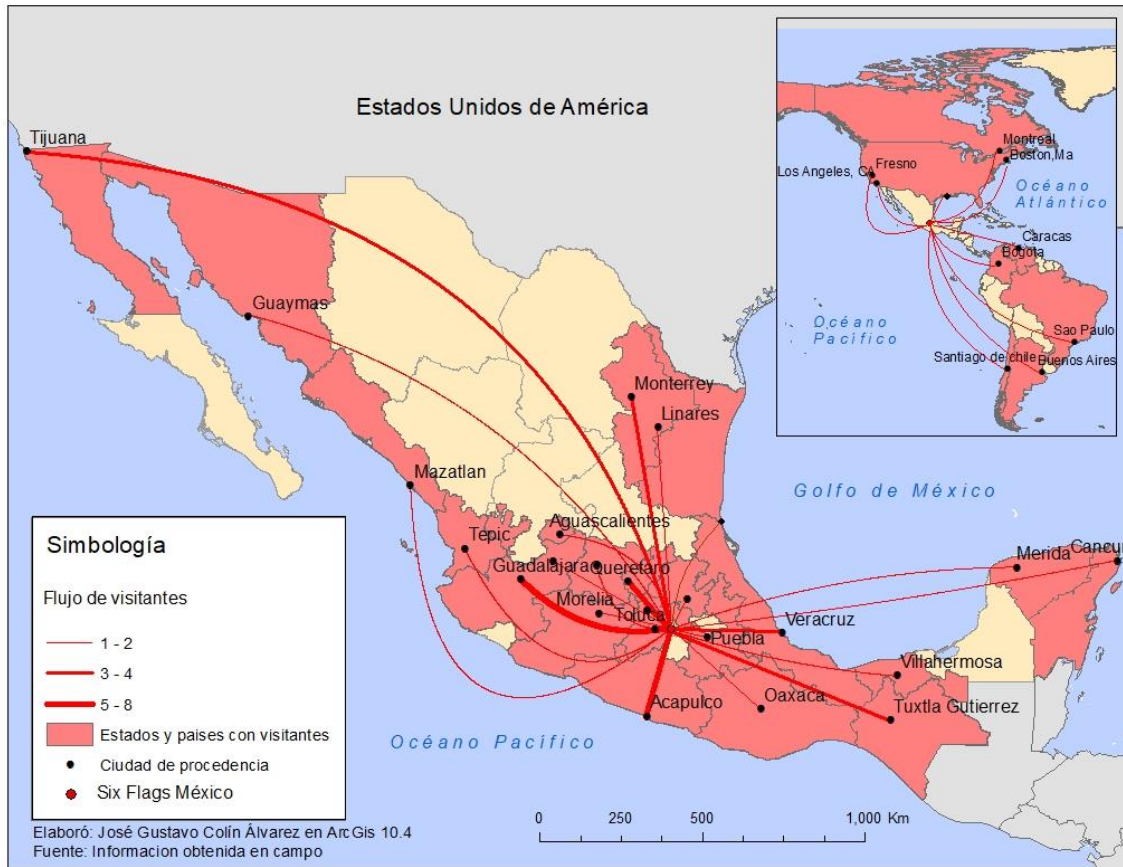 Estados Unidos de América
Tijuana
Guaymas
Monterrey
Linares
Mazatlan
Golfo de México
Aguascalientes
Tepic
Guadalajara
Queretaro
Merida
Cancun
Morelia
Toluca
Veracruz
Puebla
Villahermosa
Acapulco
Oaxaca
Tuxtla Gutierrez
Océano Pacífico
0 250 500 1,000 Km
Montreal
Boston,Ma
Fresno
Los Angeles, CA
Océano
Atlántico
Caracas
Bogota
Océano
Pacífico
Sao Paulo
Santiago de chile
Buenos Aires
Simbología
Flujo de visitantes
1 - 2
3 - 4
5 - 8
Estados y paises con visitantes
Ciudad de procedencia
Six Flags México
Elaboró: José Gustavo Colín Álvarez en ArcGis 10.4
Fuente: Informacion obtenida en campo